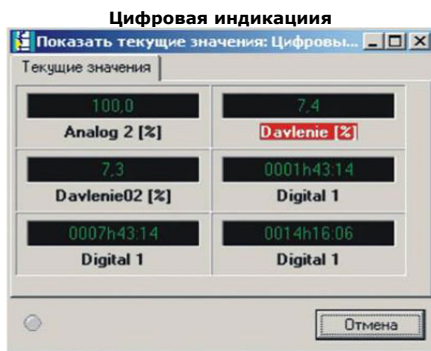 Цифровая индикациия
Показать текущие значения: Цифровы...
Текущие значения
100,0
7,4
Analog 2 [%]
Davlenie [%]
7,3
0001h43:14
Davlenie02 [%]
Digital 1
0007h43:14
0014h16:06
Digital 1
Digital 1
Отмена